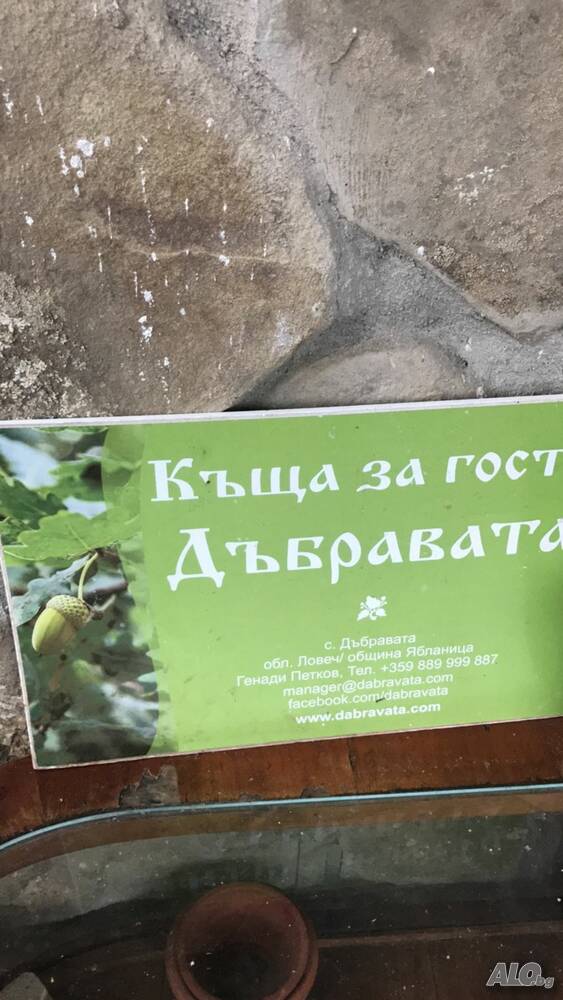 Къща за гост
Дъбравата
с. Дъбравата
обл. Ловеч/ община Ябланица
Генади Петков, Тел. +359 889 999 887
manager@dabravata.com
facebook.com/dabravata
www.dabravata.com
ALO.bg